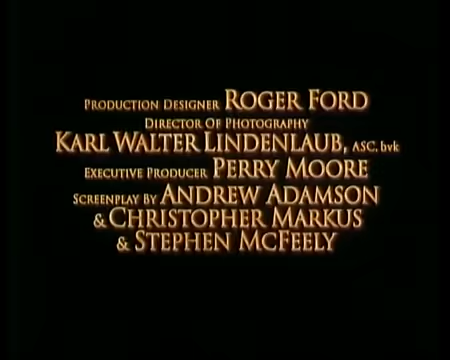 PRODUCTION DESIGNER ROGER FORD
DIRECTOR OF PHOTOGRAPHY
KARL WALTER LINDENLAUB, ASC, bvk
EXECUTIVE PRODUCER PERRY MOORE
SCREENPLAY BY ANDREW ADAMSON
& CHRISTOPHER MARKUS
& STEPHEN MCFEELY